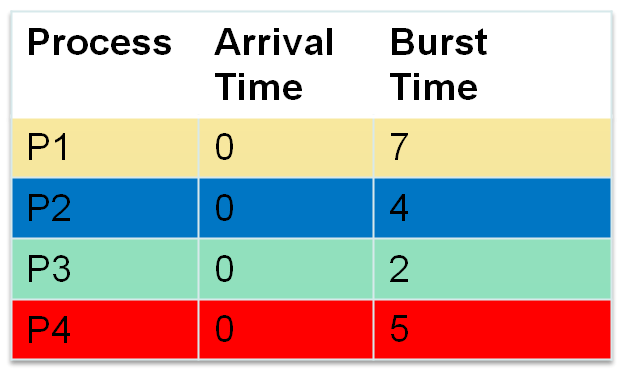 Process Arrival Time Burst Time
P1 0 7
P2 0 4
P3 0 2
P4 0 5